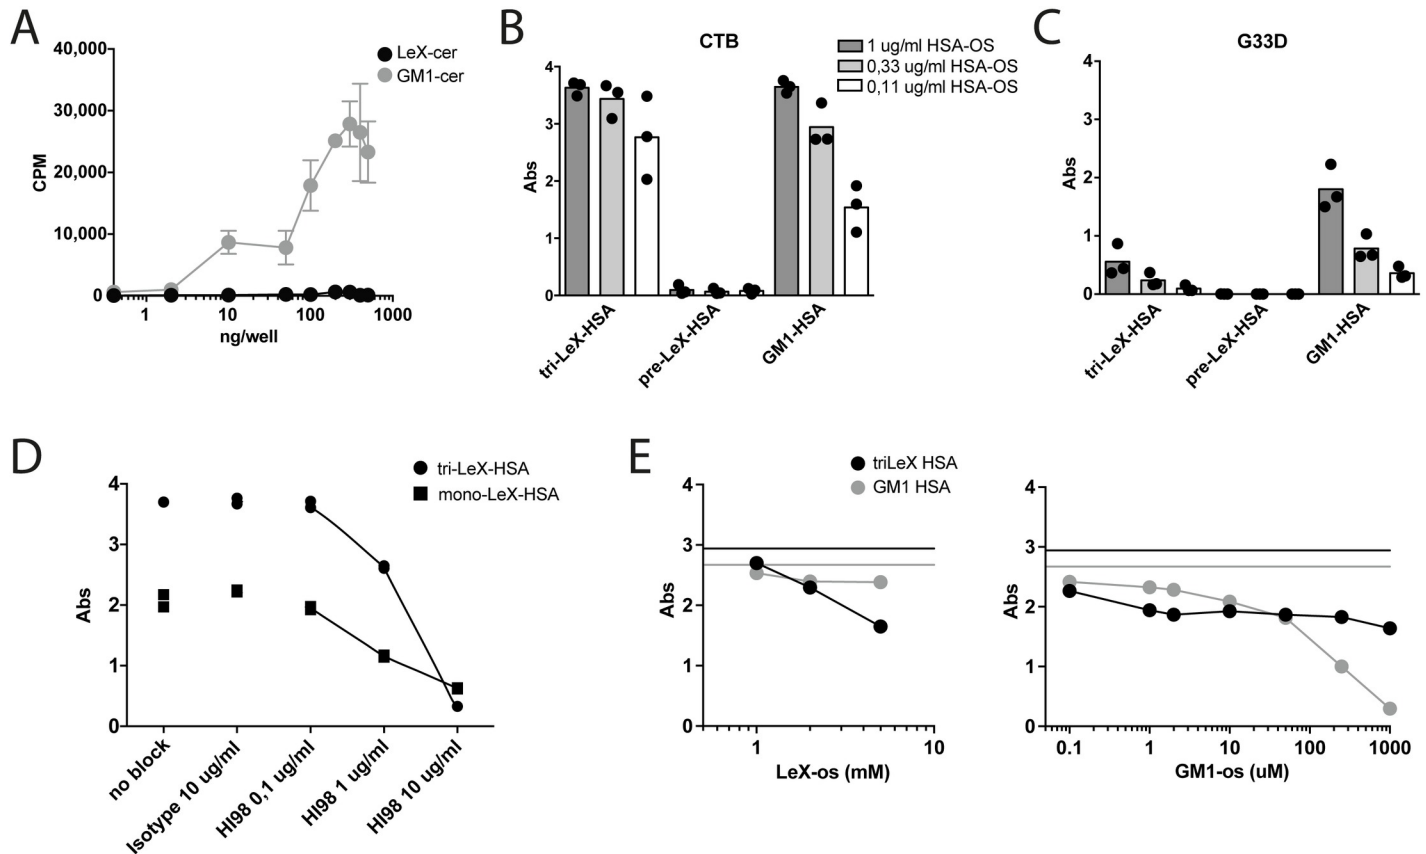 A
LeX-cer
GM1-cer
40,000
30,000
20,000
10,000
0
CPM
1
10
100
1000
ng/well
B
CTB
1 ug/ml HSA-OS
0,33 ug/ml HSA-OS
0,11 ug/ml HSA-OS
4
3
2
1
0
Abs
tri-LeX-HSA
pre-LeX-HSA
GM1-HSA
C
G33D
4
3
2
1
0
Abs
tri-LeX-HSA
pre-LeX-HSA
GM1-HSA
D
tri-LeX-HSA
mono-LeX-HSA
4
3
2
1
0
Abs
no block
Isotype 10 ug/ml
HI98 0,1 ug/ml
HI98 1 ug/ml
HI98 10 ug/ml
E
triLeX HSA
GM1 HSA
4
3
2
1
0
Abs
1
10
LeX-os (mM)
4
3
2
1
0
Abs
0.1
1
10
100
1000
GM1-os (uM)